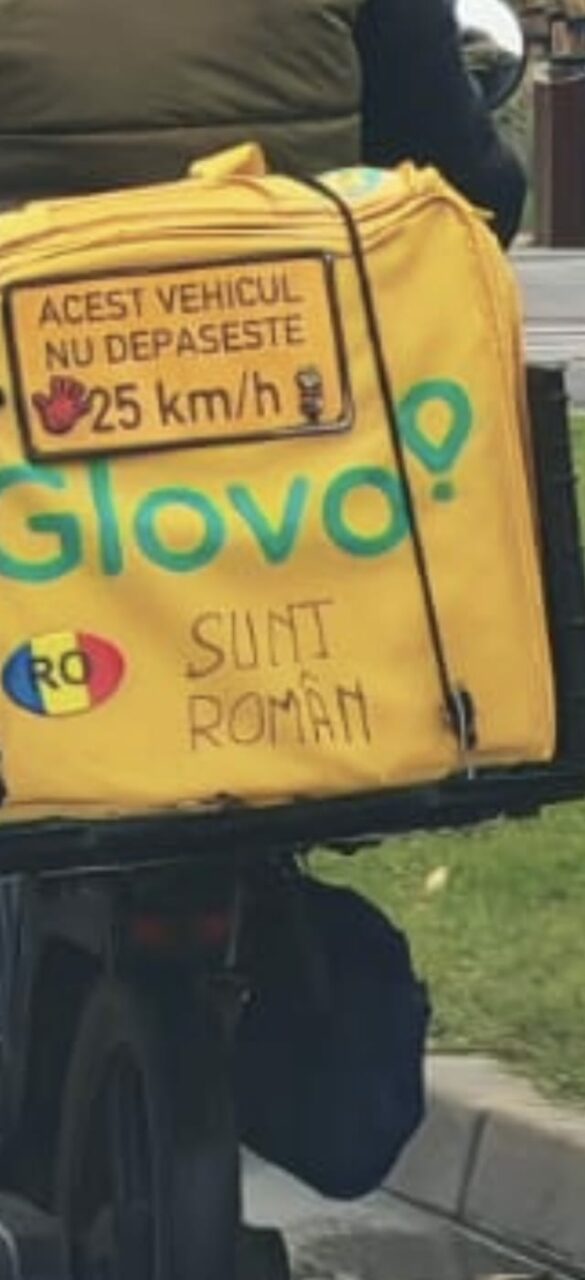 ACEST VEHICUL
NU DEPASESTE
25 km/h
Glovo
RO
SUNT
ROMÂN